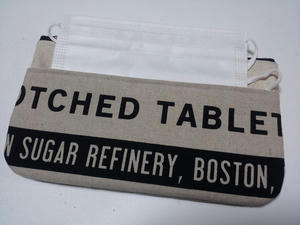 OTCHED TABLET
N SUGAR REFINERY, BOSTON,